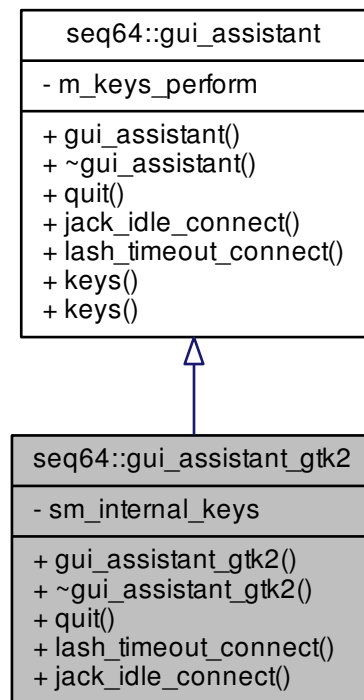 seq64::gui_assistant
- m_keys_perform
+ gui_assistant()
+ ~gui_assistant()
+ quit()
+ jack_idle_connect()
+ lash_timeout_connect()
+ keys()
+ keys()
seq64::gui_assistant_gtk2
- sm_internal_keys
+ gui_assistant_gtk2()
+ ~gui_assistant_gtk2()
+ quit()
+ lash_timeout_connect()
+ jack_idle_connect()